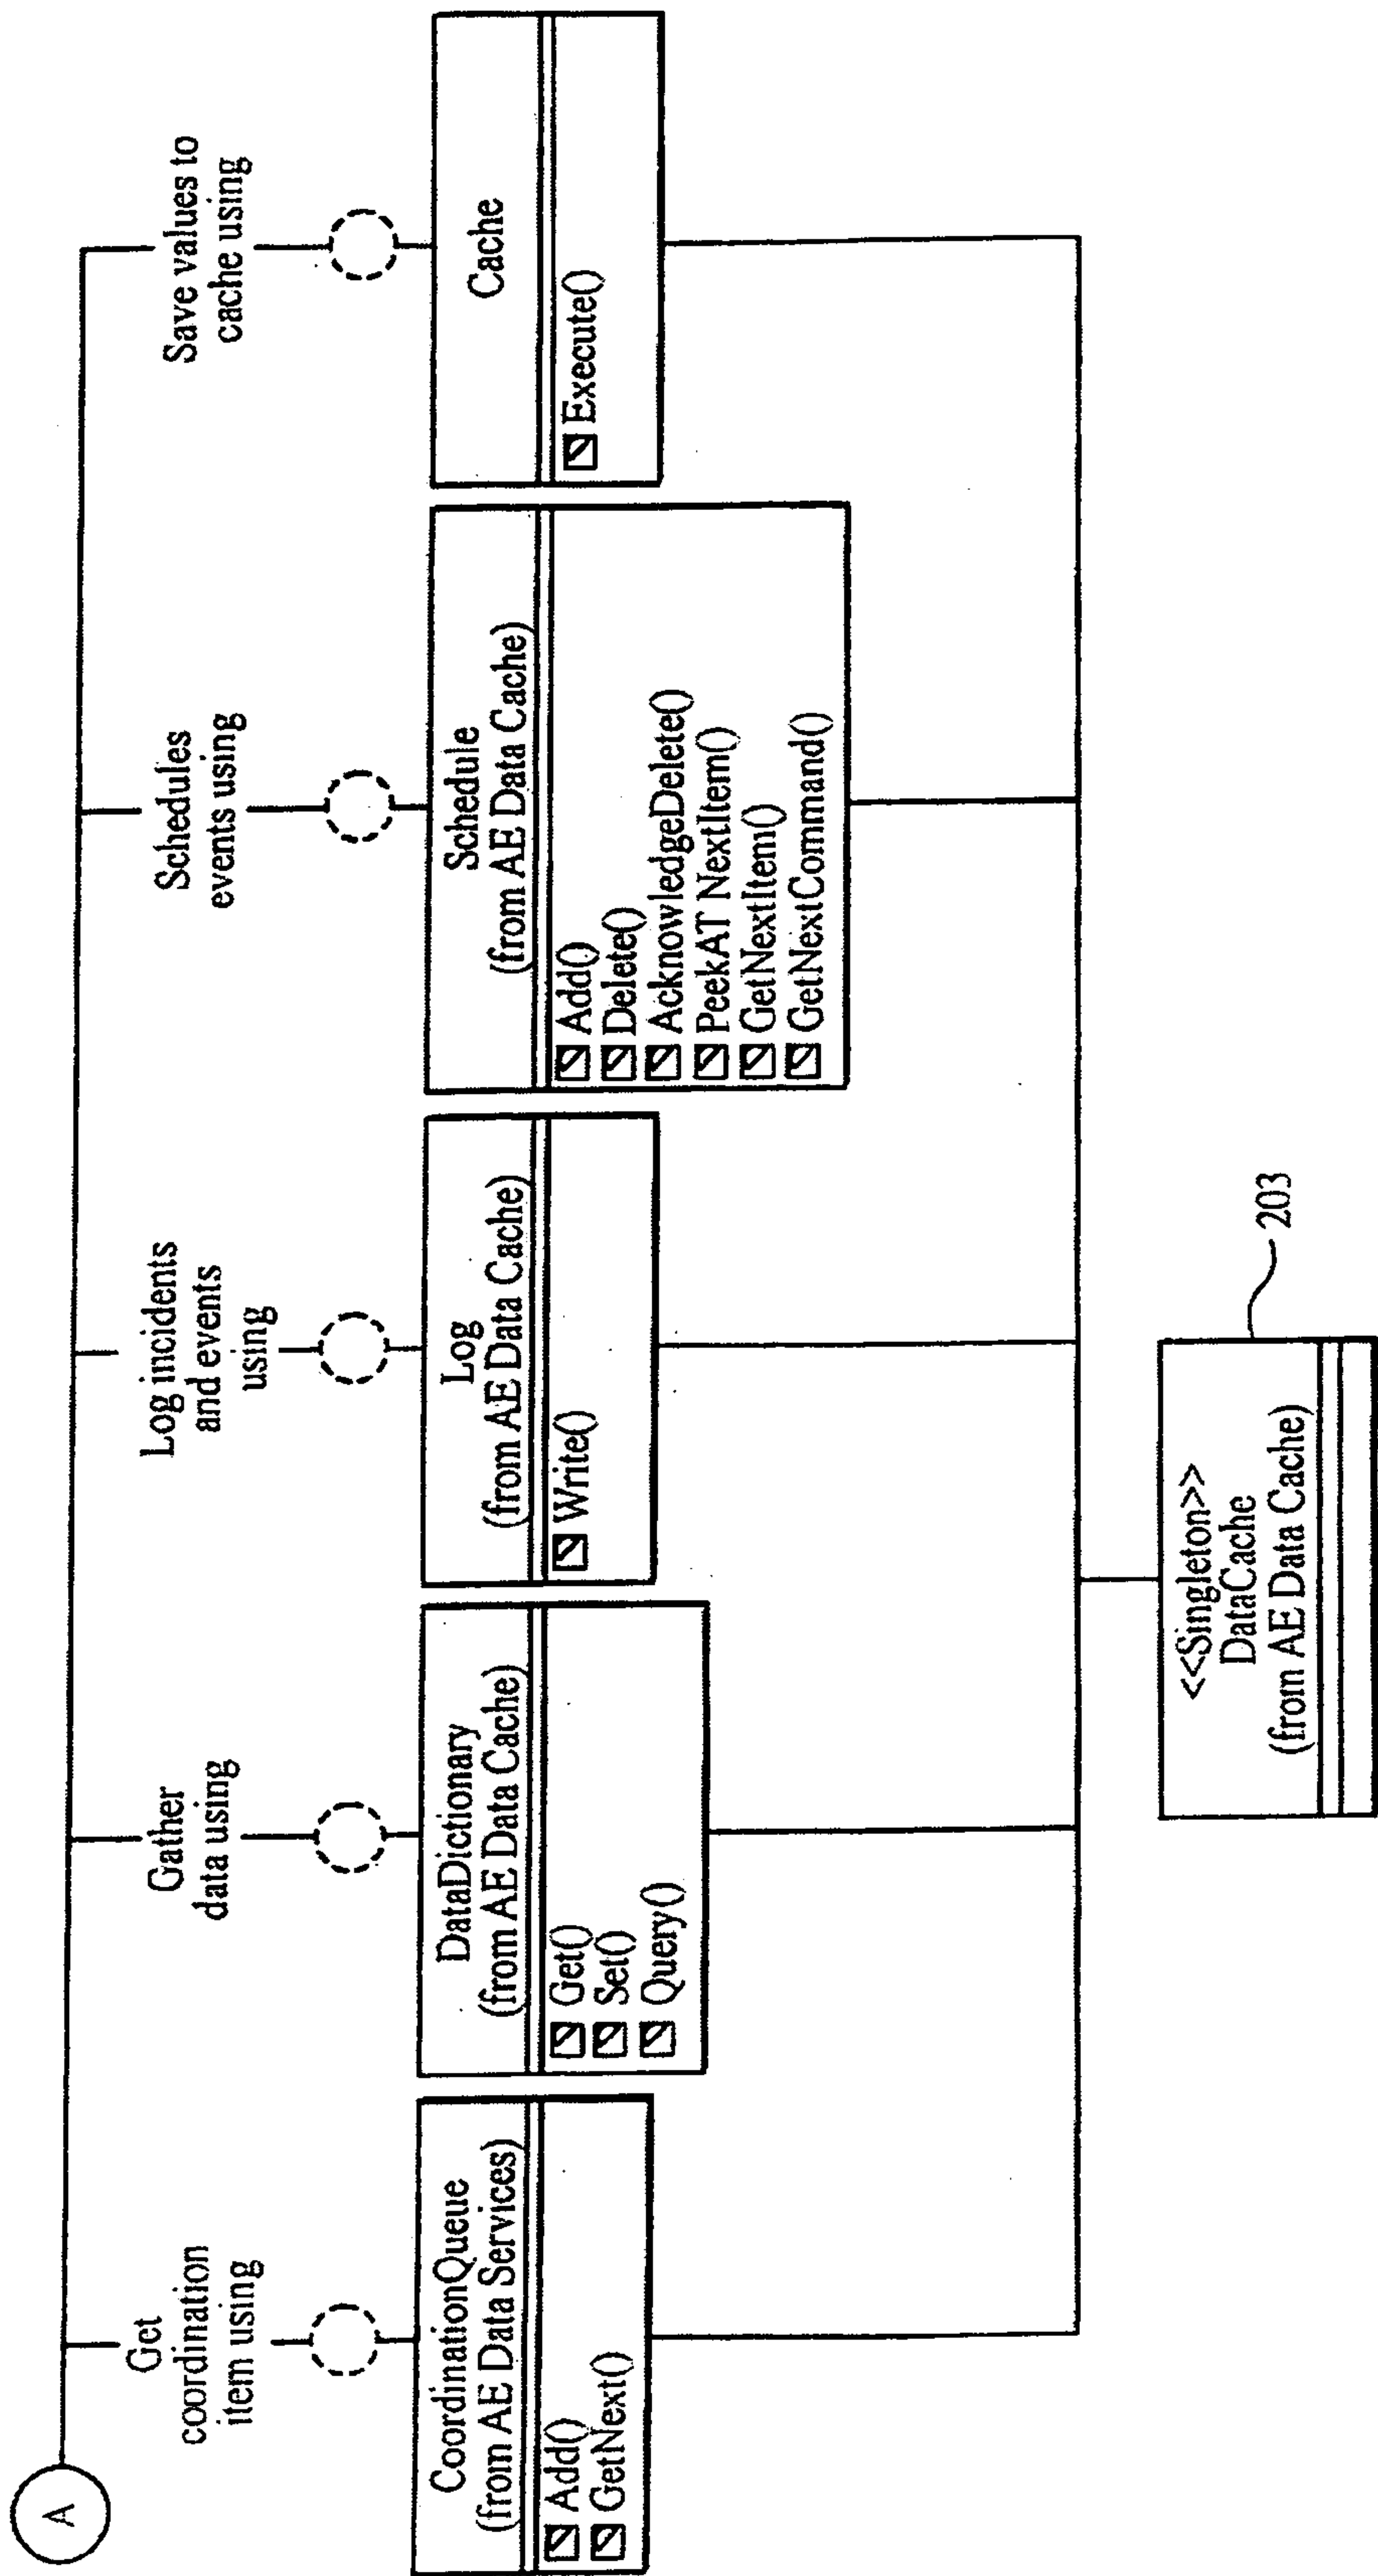 A
Get
coordination
item using
Gather
data using
Log incidents
and events
using
Schedules
events using
Save values to
cache using
CoordinationQueue
(from AE Data Services)
Add()
GetNext()
DataDictionary
(from AE Data Cache)
Get()
Set()
Query()
Log
(from AE Data Cache)
Write()
Schedule
(from AE Data Cache)
Add()
Delete()
AcknowledgeDelete()
PeekAT NextItem()
GetNextItem()
GetNextCommand()
Cache
Execute()
<<Singleton>>
DataCache
(from AE Data Cache)
203